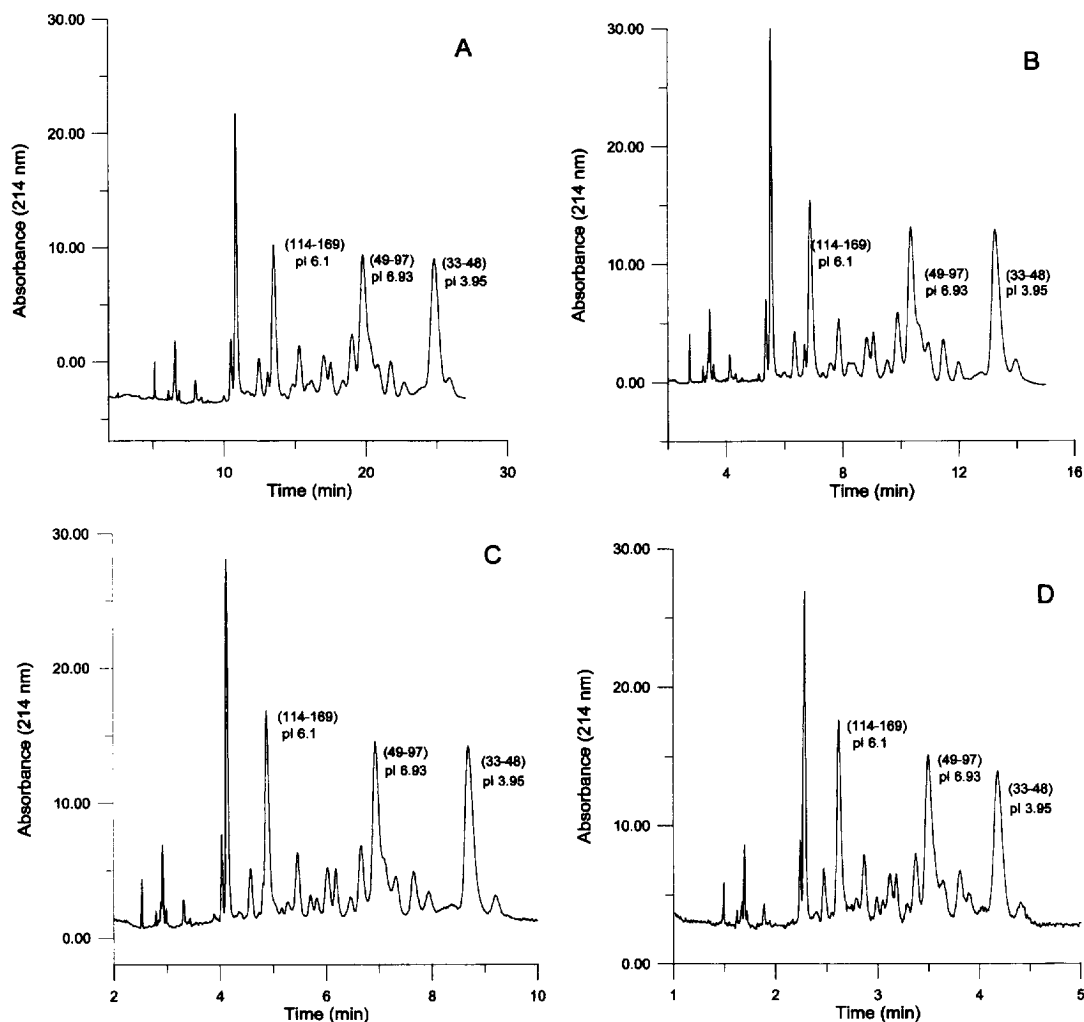 A
30.00
20.00
10.00
0.00
Absorbance (214 nm)
(114-169)
pI 6.1
(49-97)
pI 6.93
(33-48)
pI 3.95
10
20
30
Time (min)
B
30.00
20.00
10.00
0.00
Absorbance (214 nm)
(114-169)
pI 6.1
(49-97)
pI 6.93
(33-48)
pI 3.95
4
8
12
16
Time (min)
C
30.00
20.00
10.00
0.00
Absorbance (214 nm)
(114-169)
pI 6.1
(49-97)
pI 6.93
(33-48)
pI 3.95
2
4
6
8
10
Time (min)
D
30.00
20.00
10.00
0.00
Absorbance (214 nm)
(114-169)
pI 6.1
(49-97)
pI 6.93
(33-48)
pI 3.95
1
2
3
4
5
Time (min)